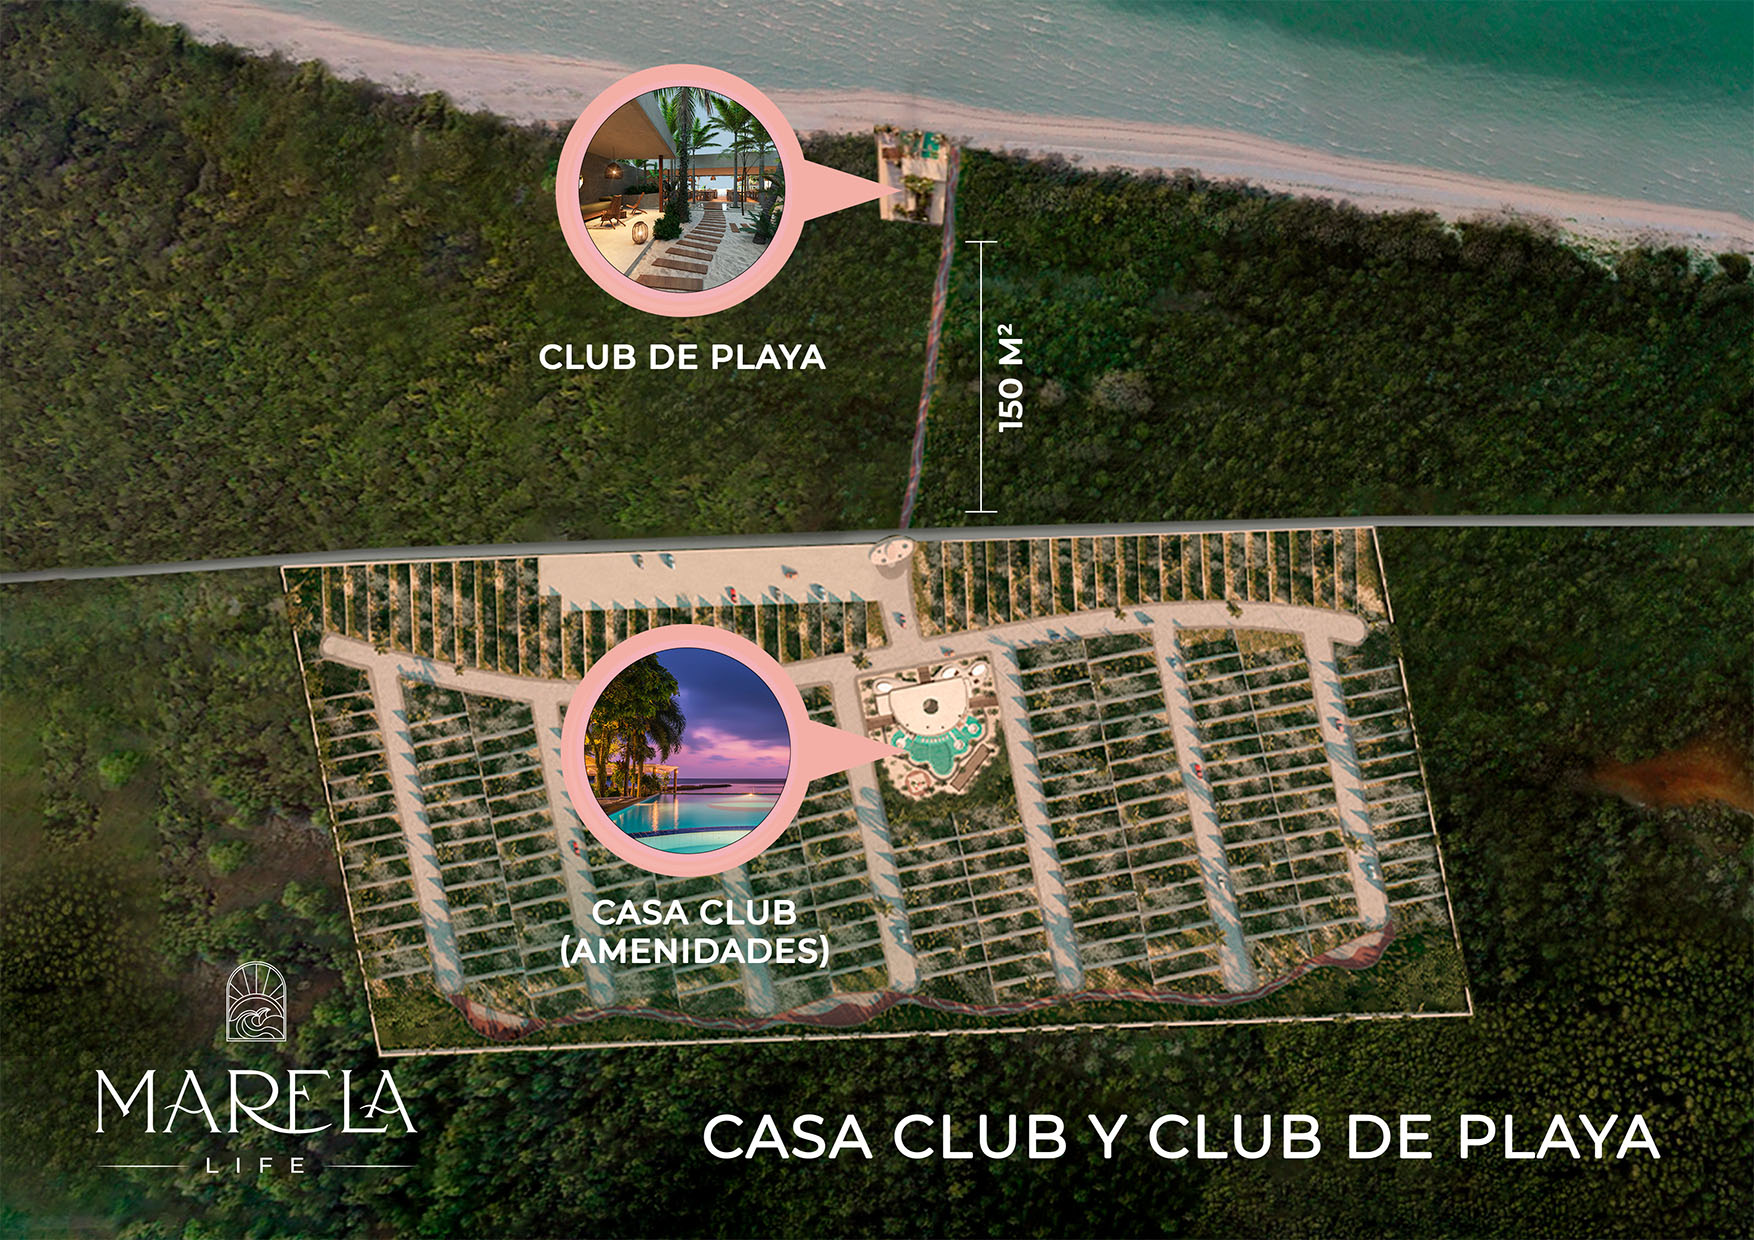 CLUB DE PLAYA
150 M²
CASA CLUB
(AMENIDADES)
MARELA
LIFE
CASA CLUB Y CLUB DE PLAYA